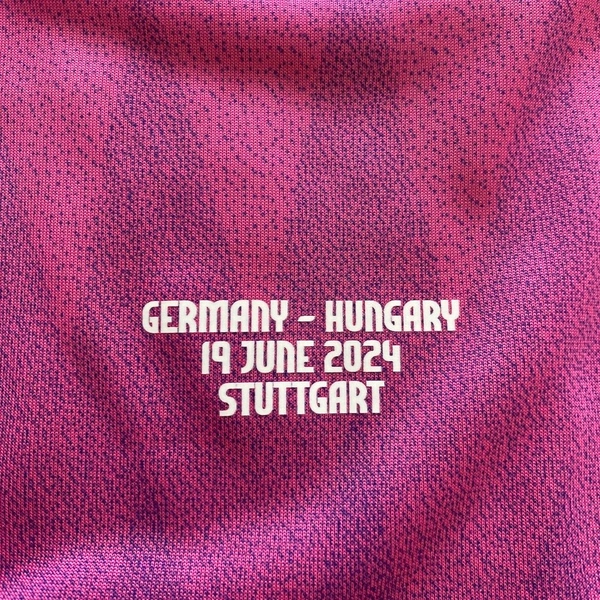 GERMANY - HUNGARY
19 JUNE 2024
STUTTGART